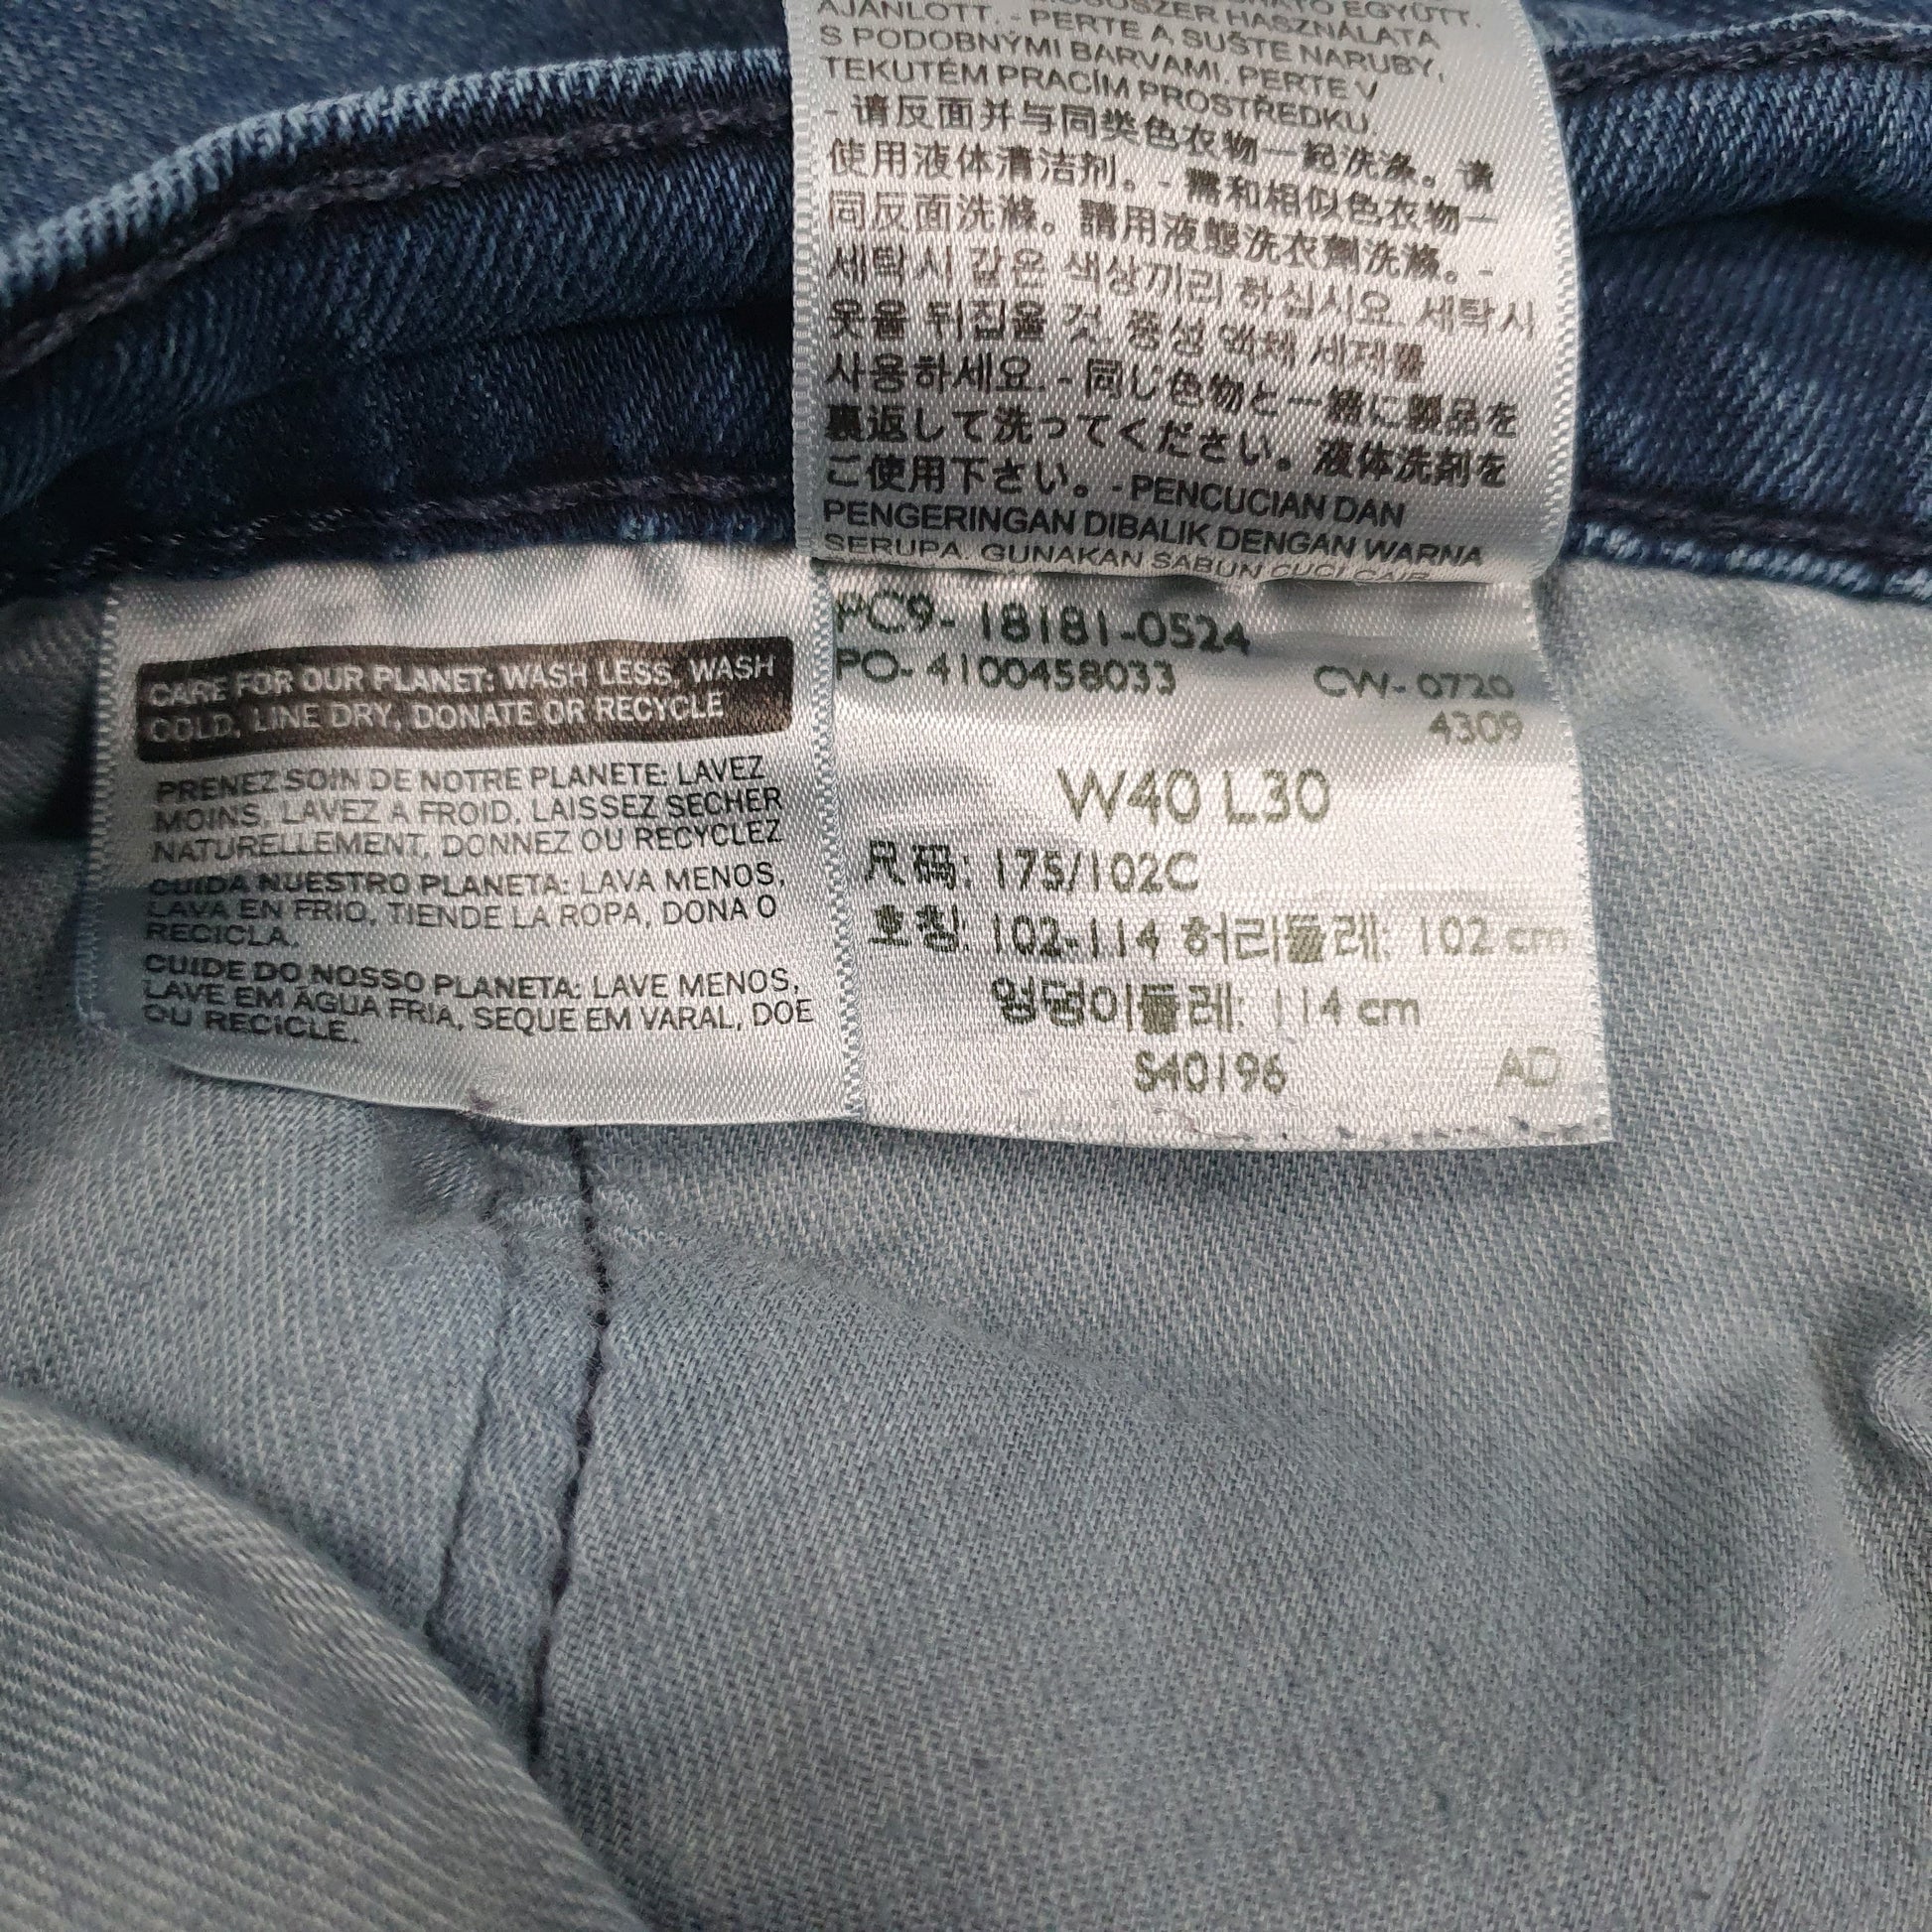 EGYÜTT.
AJÁNLOTT. - PERTE A SUŠTE NARUBY,
S PODOBNÝMI BARVAMI. PERTE V
TEKUTÉM PRACÍM PROSTŘEDKU.
- 请反面并与同类色衣物一起洗涤。请
使用液体清洁剂。- 需和相似色衣物一
同反面洗滌。請用液態洗衣劑洗滌。-
세탁시 같은 색상끼리 하십시요. 세탁시
옷을 뒤집을 것. 중성 액체 세제를
사용하세요. - 同じ色物と一緒に製品を
裏返して洗ってください。液体洗剤を
ご使用下さい。- PENCUCIAN DAN
PENGERINGAN DIBALIK DENGAN WARNA
SERUPA. GUNAKAN SABUN CUCI CAIR
CARE FOR OUR PLANET: WASH LESS, WASH
COLD, LINE DRY, DONATE OR RECYCLE
PRENEZ SOIN DE NOTRE PLANETE: LAVEZ
MOINS, LAVEZ A FROID, LAISSEZ SECHER
NATURELLEMENT, DONNEZ OU RECYCLEZ
CUIDA NUESTRO PLANETA: LAVA MENOS,
LAVA EN FRIO, TIENDE LA ROPA, DONA O
RECICLA.
CUIDE DO NOSSO PLANETA: LAVE MENOS,
LAVE EM ÁGUA FRIA, SEQUE EM VARAL, DOE
OU RECICLE.
PC9- 18181-0524
PO- 4100458033 CW- 0720
4309
W40 L30
尺码: 175/102C
호칭: 102-114 허리둘레: 102 cm
엉덩이둘레: 114 cm
S40196 AD